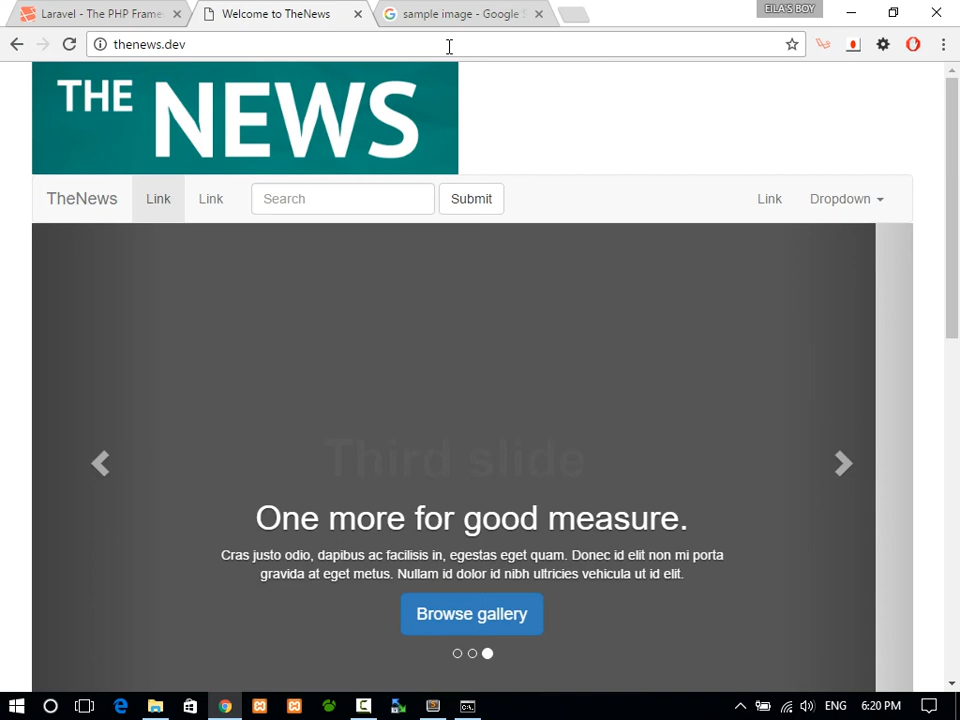 Laravel - The PHP Frame
Welcome to TheNews
sample image - Google S
EILA'S BOY
thenews.dev
THE NEWS
TheNews
Link
Link
Search
Submit
Link
Dropdown
Third slide
One more for good measure.
Cras justo odio, dapibus ac facilisis in, egestas eget quam. Donec id elit non mi porta
gravida at eget metus. Nullam id dolor id nibh ultricies vehicula ut id elit.
Browse gallery
ENG
6:20 PM